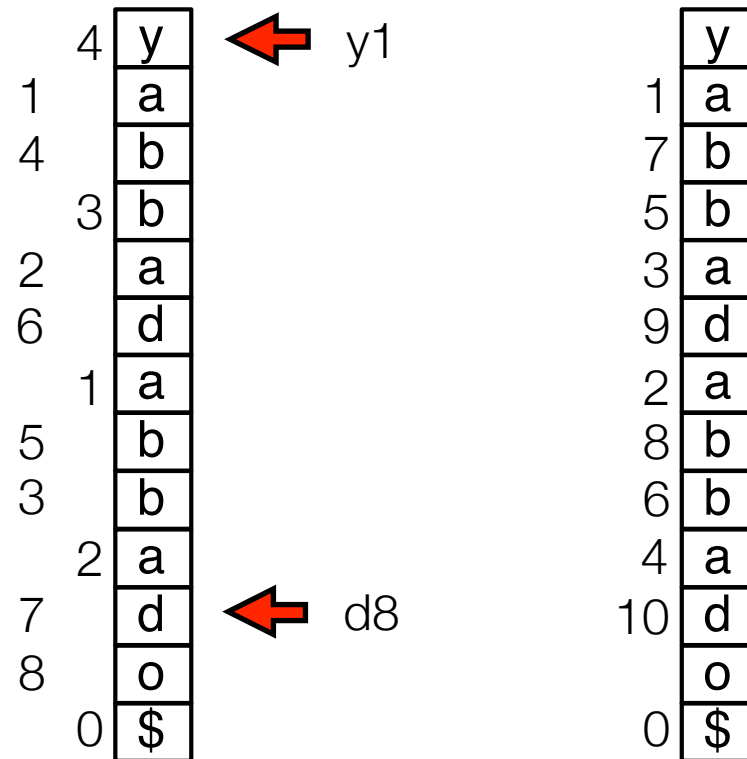 4 y y1 y
1 a 1 a
4 b 7 b
3 b 5 b
2 a 3 a
6 d 9 d
1 a 2 a
5 b 8 b
3 b 6 b
2 a 4 a
7 d d8 10 d
8 o o
0 $ 0 $